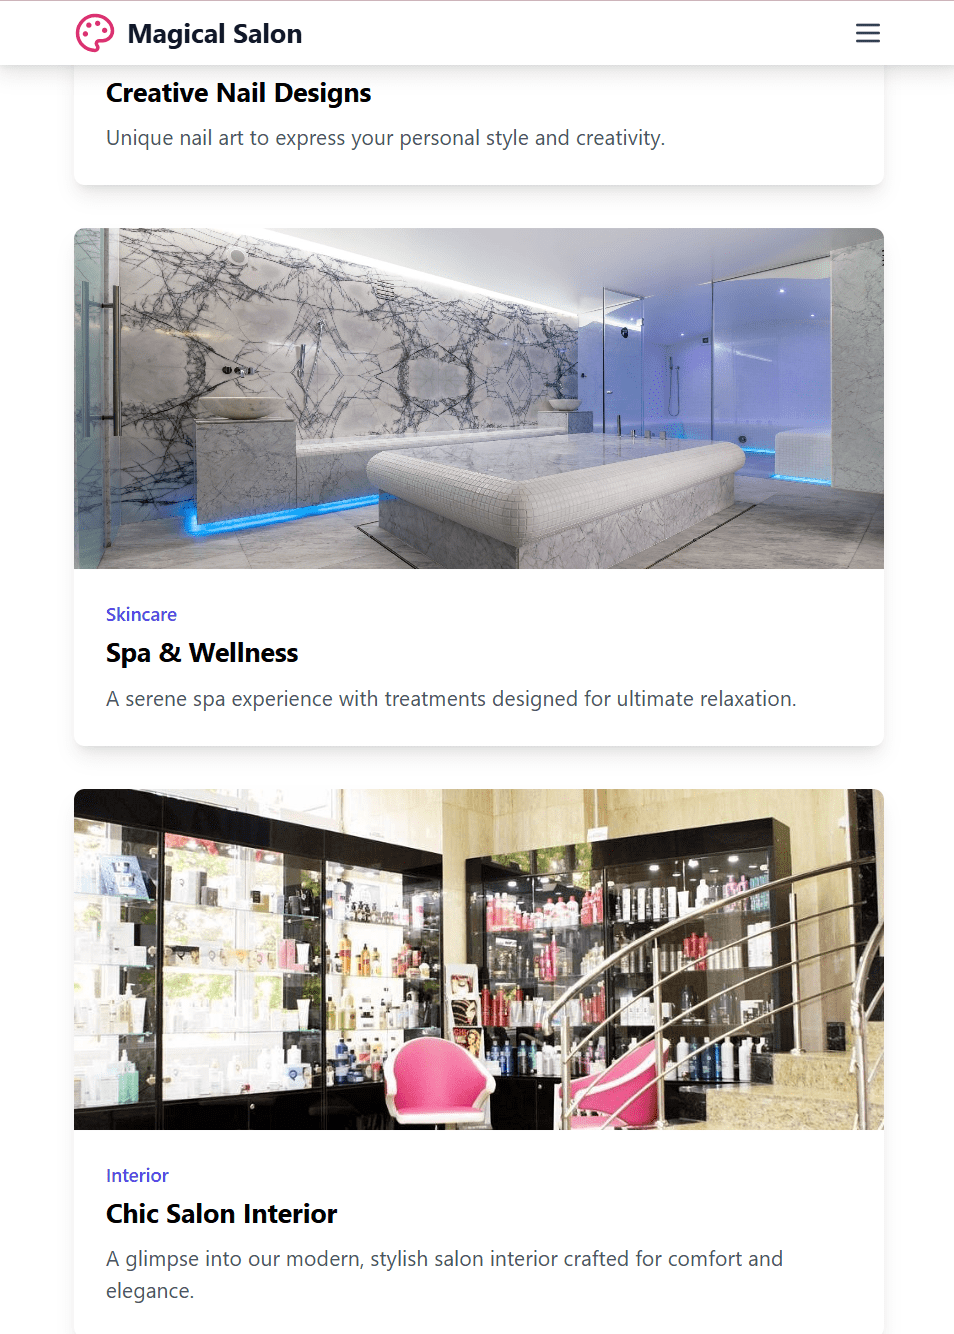 Magical Salon
Creative Nail Designs
Unique nail art to express your personal style and creativity.
Skincare
Spa & Wellness
A serene spa experience with treatments designed for ultimate relaxation.
Interior
Chic Salon Interior
A glimpse into our modern, stylish salon interior crafted for comfort and
elegance.